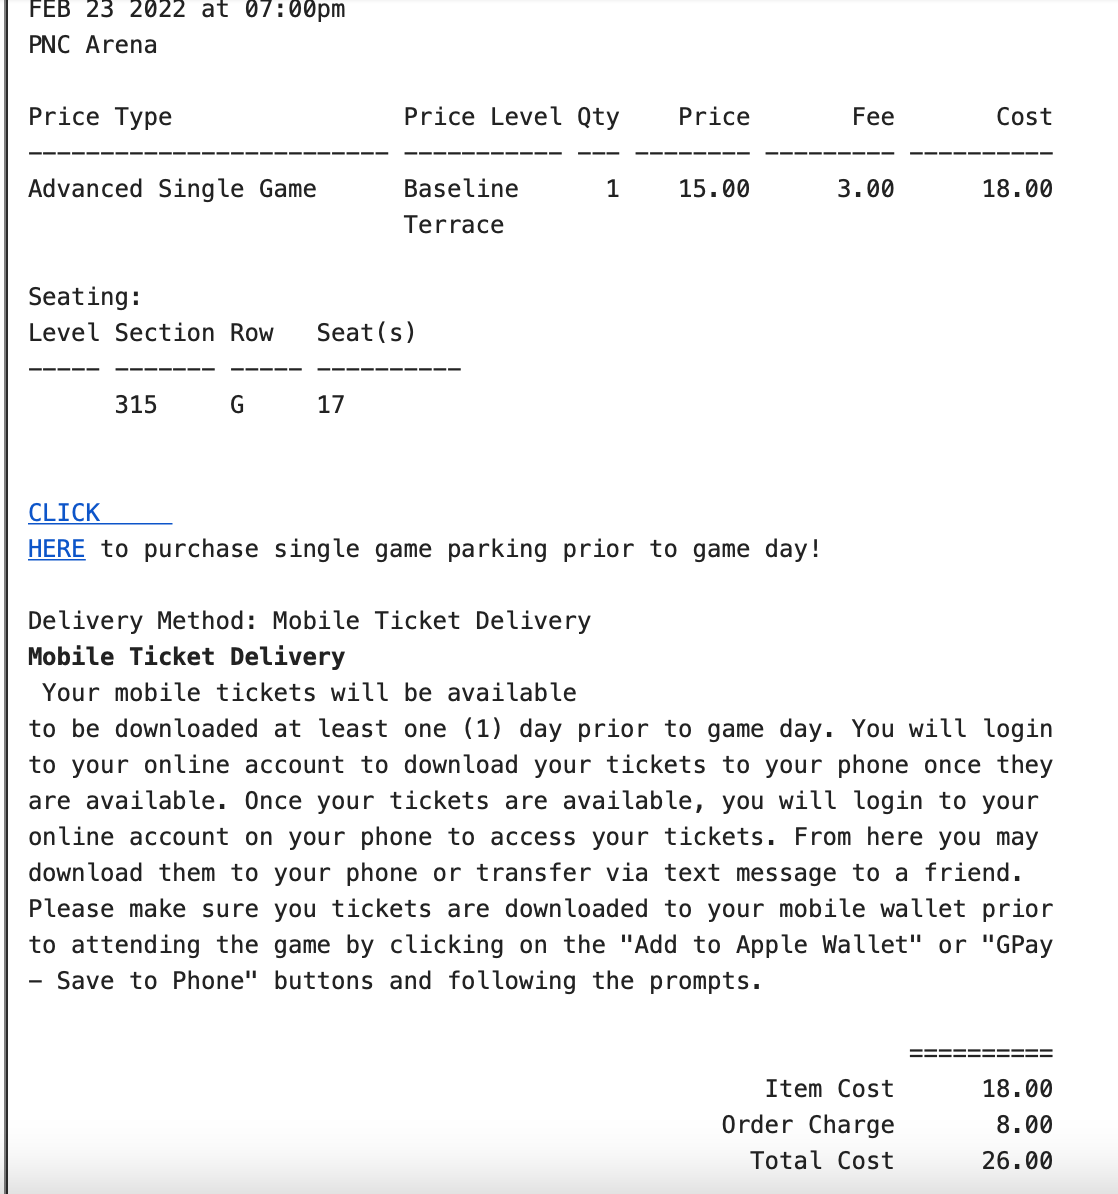 FEB 23 2022 at 07:00pm
PNC Arena
Price Type Price Level Qty Price Fee Cost
------------------------- ----------- --- -------- --------- ----------
Advanced Single Game Baseline 1 15.00 3.00 18.00
Terrace
Seating:
Level Section Row Seat(s)
----- ------- ----- ----------
315 G 17
CLICK
HERE to purchase single game parking prior to game day!
Delivery Method: Mobile Ticket Delivery
Mobile Ticket Delivery
Your mobile tickets will be available
to be downloaded at least one (1) day prior to game day. You will login
to your online account to download your tickets to your phone once they
are available. Once your tickets are available, you will login to your
online account on your phone to access your tickets. From here you may
download them to your phone or transfer via text message to a friend.
Please make sure you tickets are downloaded to your mobile wallet prior
to attending the game by clicking on the "Add to Apple Wallet" or "GPay
- Save to Phone" buttons and following the prompts.
==========
Item Cost 18.00
Order Charge 8.00
Total Cost 26.00